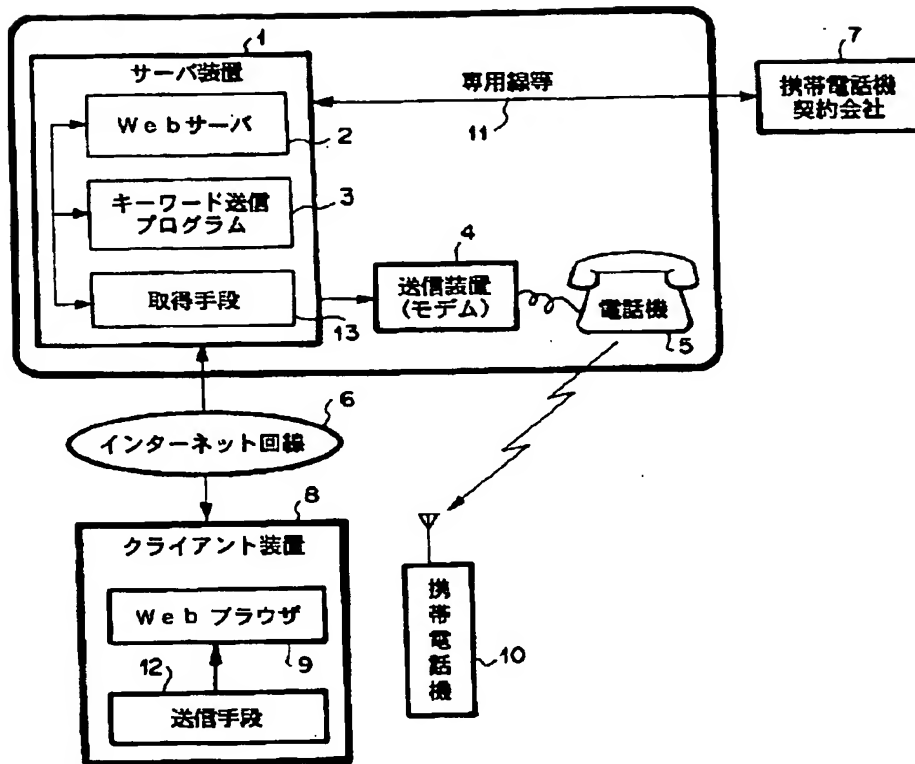 1
サーバ装置
Webサーバ
2
キーワード送信
プログラム
3
取得手段
13
専用線等
11
7
携帯電話機
契約会社
4
送信装置
(モデム)
電話機
5
6
インターネット回線
8
クライアント装置
Web ブラウザ
9
12
送信手段
携帯電話機
10